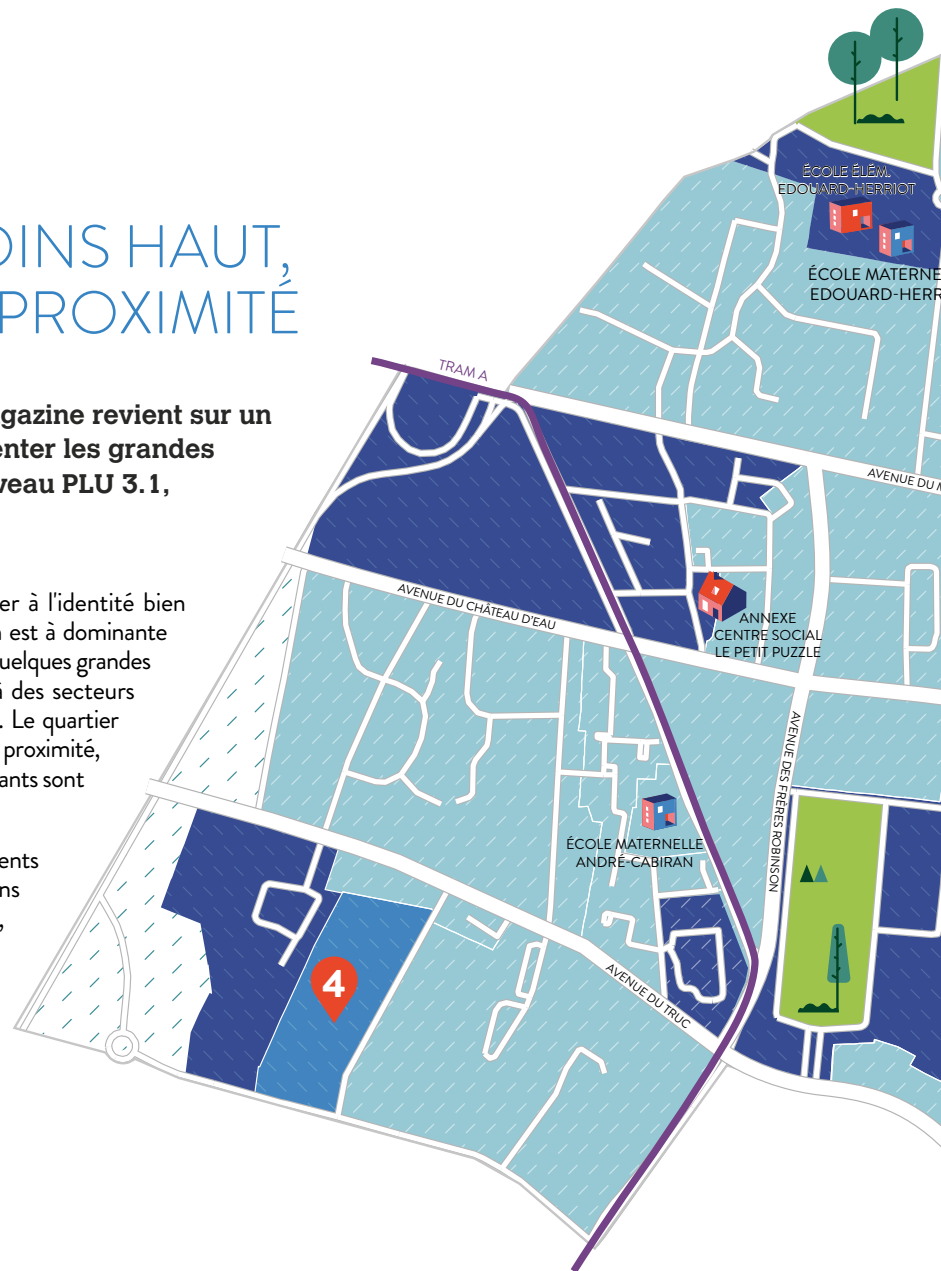 OINS HAUT,
PROXIMITÉ
gazine revient sur un
enter les grandes
veau PLU 3.1,
er à l'identité bien
n est à dominante
uelques grandes
à des secteurs
. Le quartier
proximité,
ants sont
ents
ns
,
ÉCOLE ÉLÉM.
EDOUARD-HERRIOT
ÉCOLE MATERNE
EDOUARD-HERR
TRAM A
AVENUE DU M
AVENUE DU CHÂTEAU D'EAU
ANNEXE
CENTRE SOCIAL
LE PETIT PUZZLE
AVENUE DES FRÈRES ROBINSON
ÉCOLE MATERNELLE
ANDRÉ-CABIRAN
AVENUE DU TRUC
4